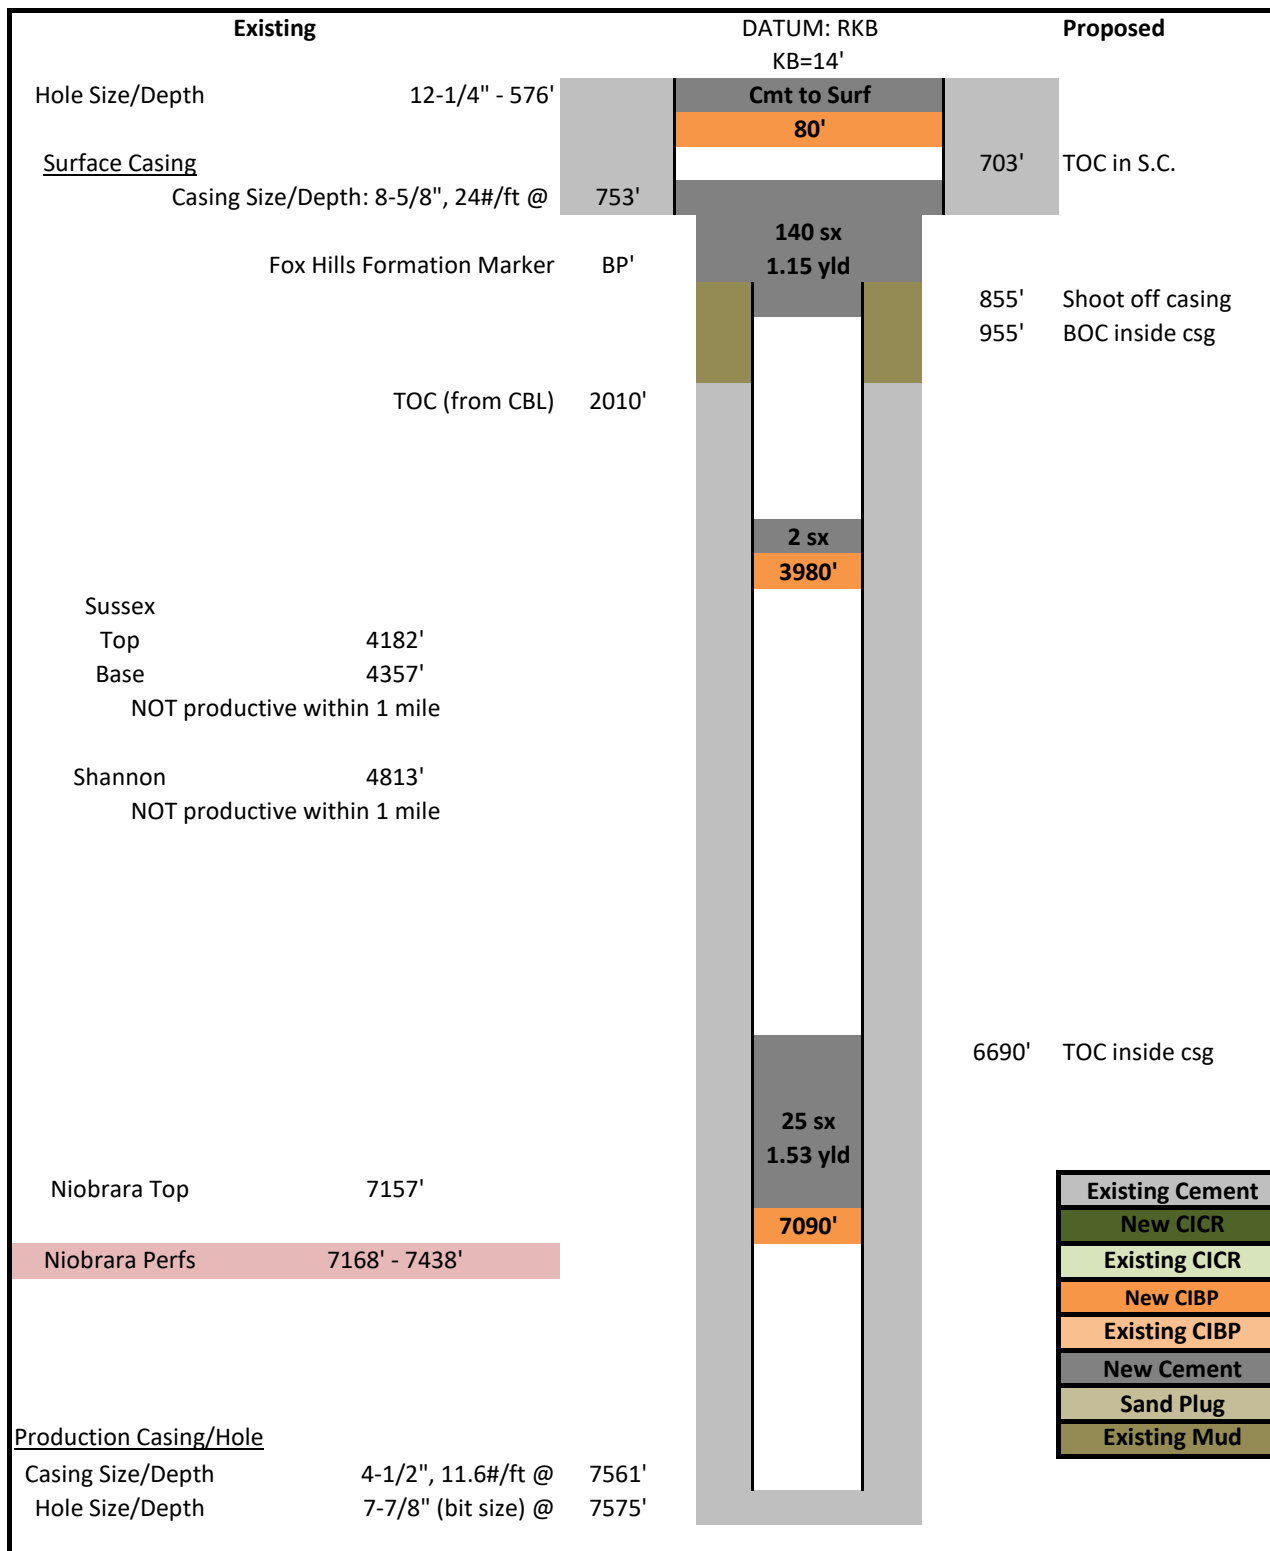 Existing DATUM: RKB Proposed
KB=14'
Hole Size/Depth 12-1/4" - 576' Cmt to Surf
80'
Surface Casing 703' TOC in S.C.
Casing Size/Depth: 8-5/8", 24#/ft @ 753'
140 sx
Fox Hills Formation Marker BP' 1.15 yld
855' Shoot off casing
955' BOC inside csg
TOC (from CBL) 2010'
2 sx
3980'
Sussex
Top 4182'
Base 4357'
NOT productive within 1 mile
Shannon 4813'
NOT productive within 1 mile
6690' TOC inside csg
25 sx
1.53 yld
Niobrara Top 7157'
7090'
Niobrara Perfs 7168' - 7438'
Existing Cement
New CICR
Existing CICR
New CIBP
Existing CIBP
New Cement
Sand Plug
Existing Mud
Production Casing/Hole
Casing Size/Depth 4-1/2", 11.6#/ft @ 7561'
Hole Size/Depth 7-7/8" (bit size) @ 7575'